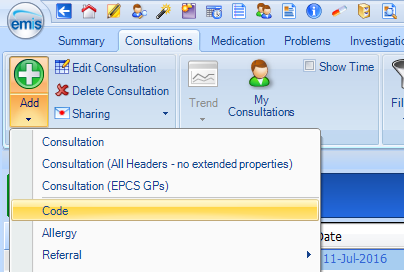 emis
Summary Consultations Medication Problems Investigatio
Add
Edit Consultation
Delete Consultation
Sharing
Trend
My
Consultations
Show Time
Fil
Consultation
Consultation (All Headers - no extended properties)
Consultation (EPCS GPs)
Code
Allergy
Referral
Date
11-Jul-2016